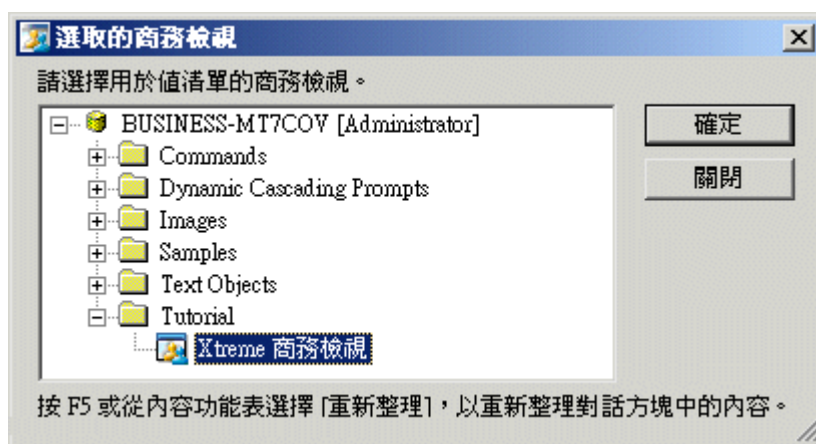 選取的商務檢視
請選擇用於值清單的商務檢視。
BUSINESS-MT7COV [Administrator]
確定
Commands
Dynamic Cascading Prompts
關閉
Images
Samples
Text Objects
Tutorial
Xtreme 商務檢視
按 F5 或從內容功能表選擇 [重新整理],以重新整理對話方塊中的內容。